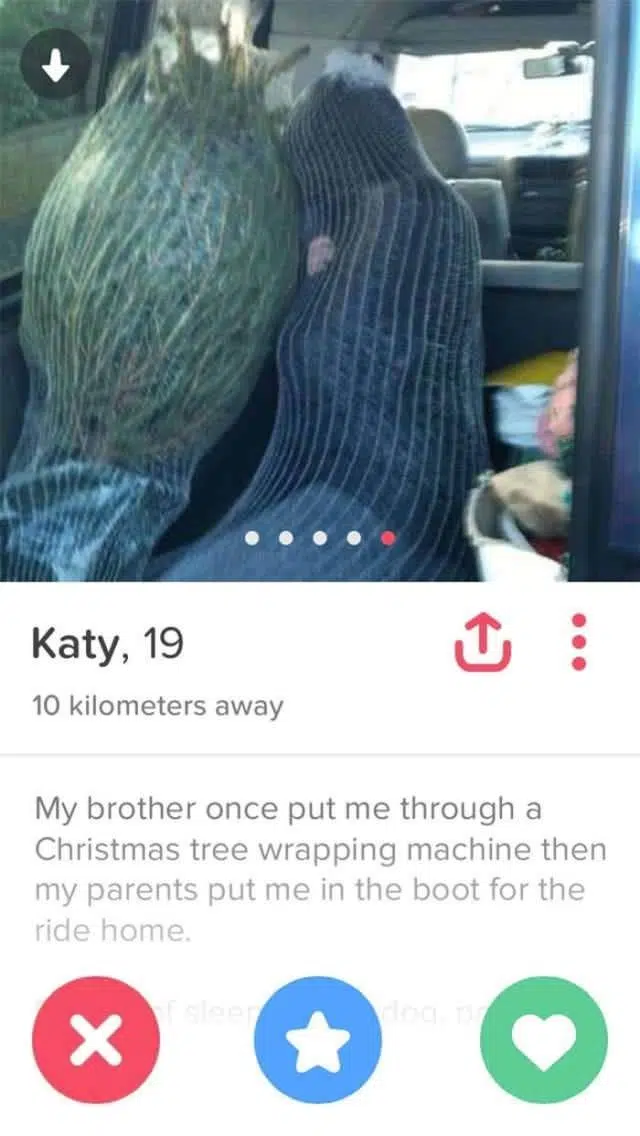 Katy, 19
10 kilometers away
My brother once put me through a
Christmas tree wrapping machine then
my parents put me in the boot for the
ride home.
dog,